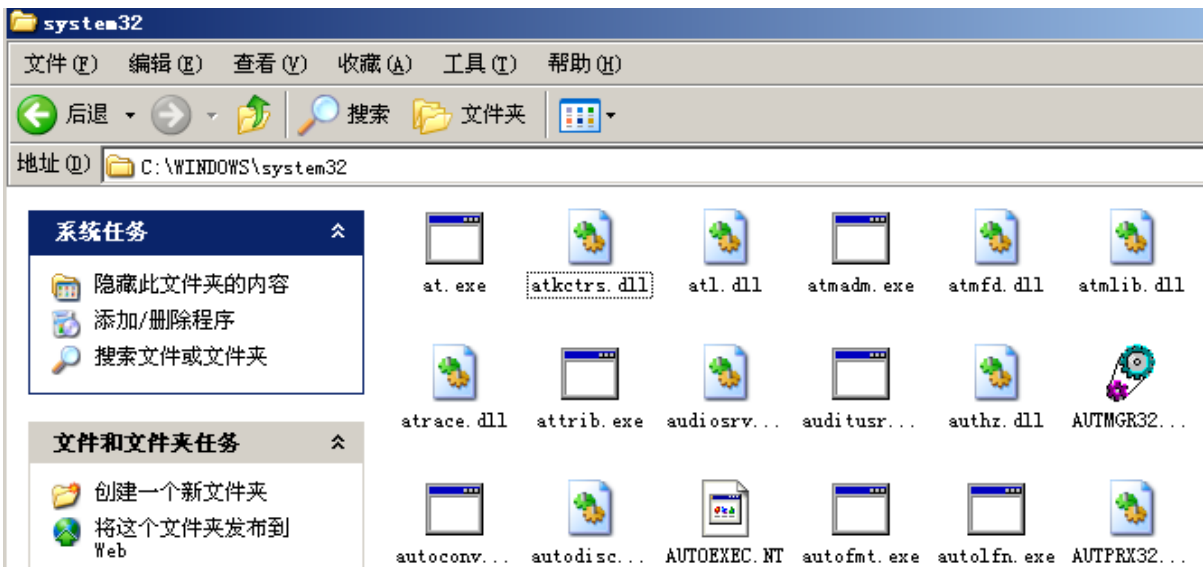 system32
文件(F) 编辑(E) 查看(V) 收藏(A) 工具(T) 帮助(H)
后退 搜索 文件夹
地址(D) C:\WINDOWS\system32
系统任务
隐藏此文件夹的内容
添加/删除程序
搜索文件或文件夹
文件和文件夹任务
创建一个新文件夹
将这个文件夹发布到
Web
at.exe atkctrs.dll atl.dll atmadm.exe atmfd.dll atmlib.dll
atrace.dll attrib.exe audiosrv... auditusr... authz.dll AUTMGR32...
autoconv... autodisc... AUTOEXEC.NT autofmt.exe autolfn.exe AUTPRX32...